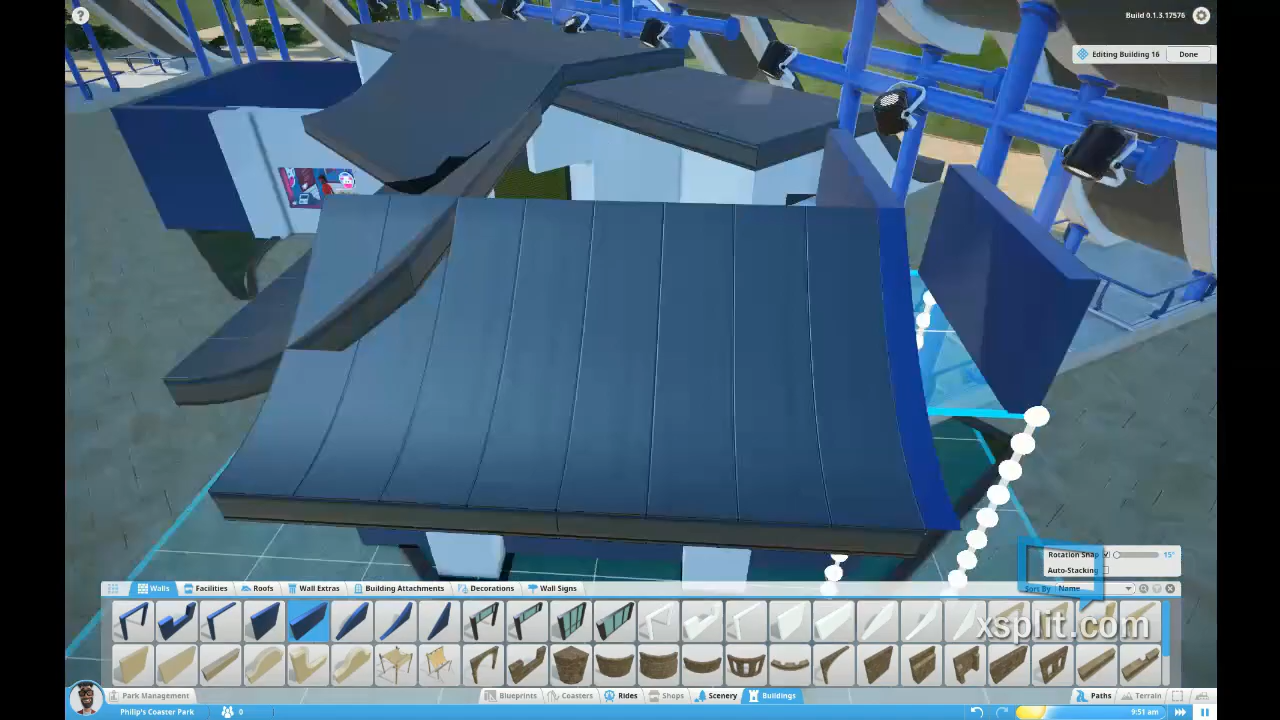 ?
Build 0.1.3.17576
Editing Building 16
Done
Rotation Snap
15°
Auto-Stacking
Walls
Facilities
Roofs
Wall Extras
Building Attachments
Decorations
Wall Signs
Sort By
Name
xsplit.com
Park Management
Blueprints
Coasters
Rides
Shops
Scenery
Buildings
Paths
Terrain
Philip's Coaster Park
0
9:51 am